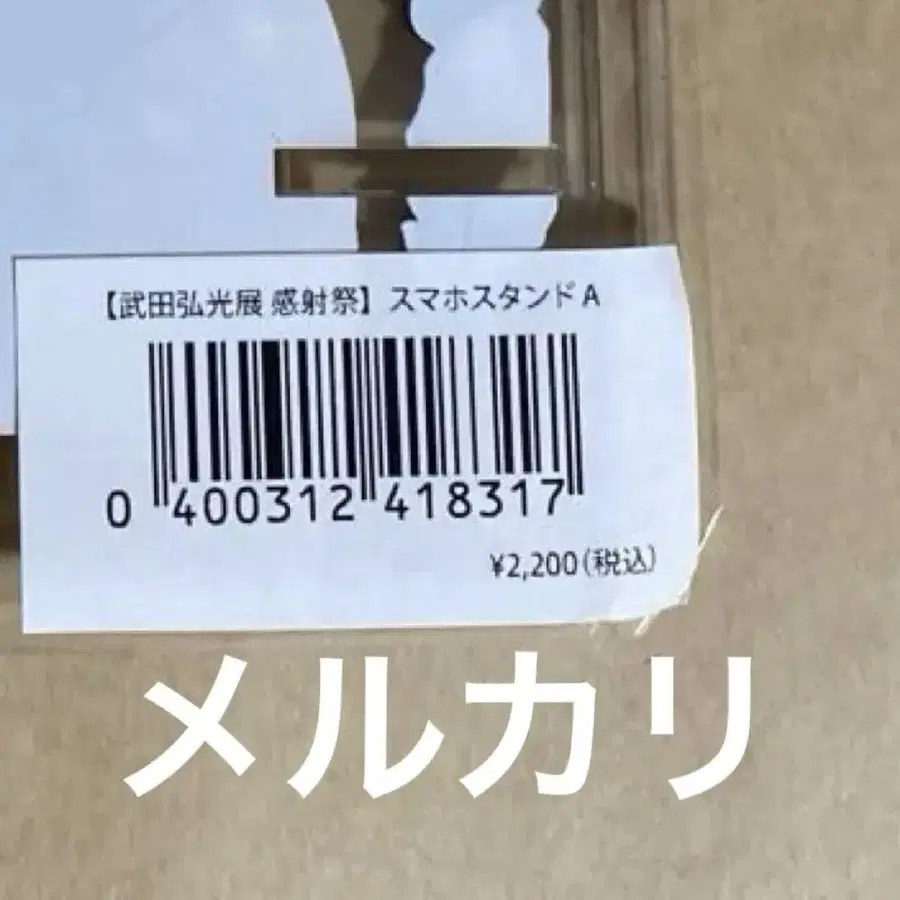 【武田弘光展 感射祭】スマホスタンド A
0 400312 418317
¥2,200(税込)
メルカリ